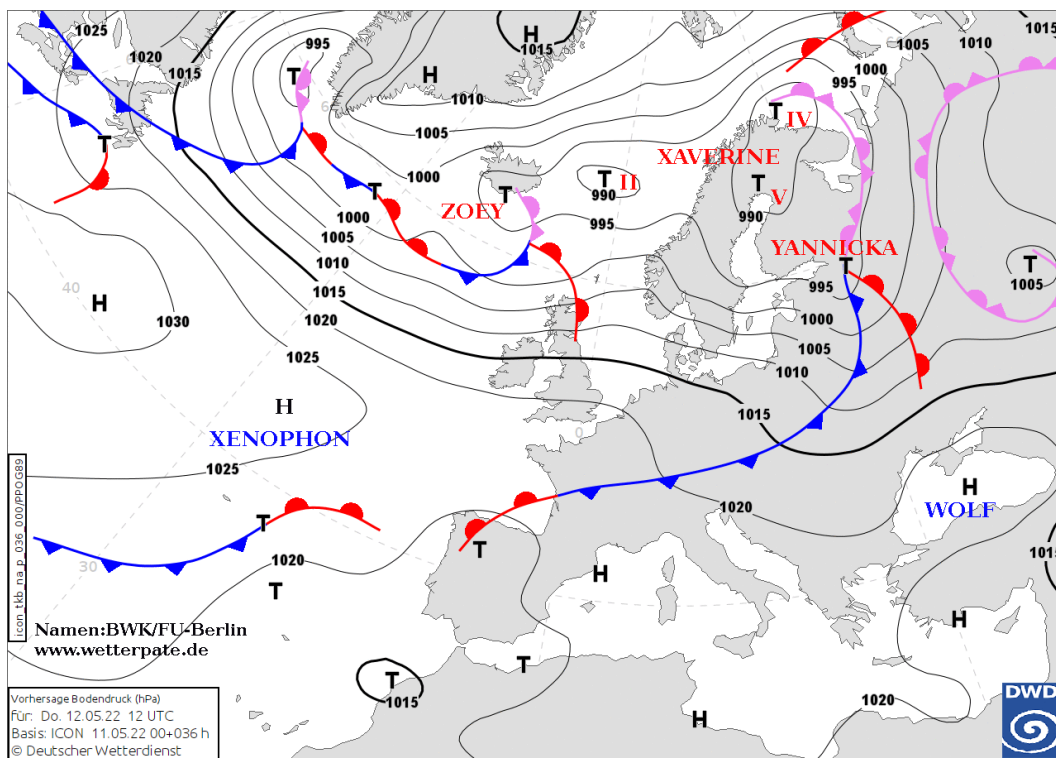 1025
H
995
1005
1020
1015
1010
1015
1000
1015
T
H
995
1025
1010
T IV
1005
T
XAVERINE
1000
T II
T
990
T
T
V
ZOEY
1000
990
995
1005
YANNICKA
1010
T
T
1015
995
1005
40
H
1030
1020
1000
1005
1025
1010
H
1015
XENOPHON
0
1025
H
1020
WOLF
T
T
1015
1020
30
H
T
icon_tkb_na_p_036_000/PPOG89
H
Namen:BWK/FU-Berlin
www.wetterpate.de
T
T
1020
1015
H
Vorhersage Bodendruck (hPa)
für: Do. 12.05.22 12 UTC
Basis: ICON 11.05.22 00+036 h
© Deutscher Wetterdienst
DWD